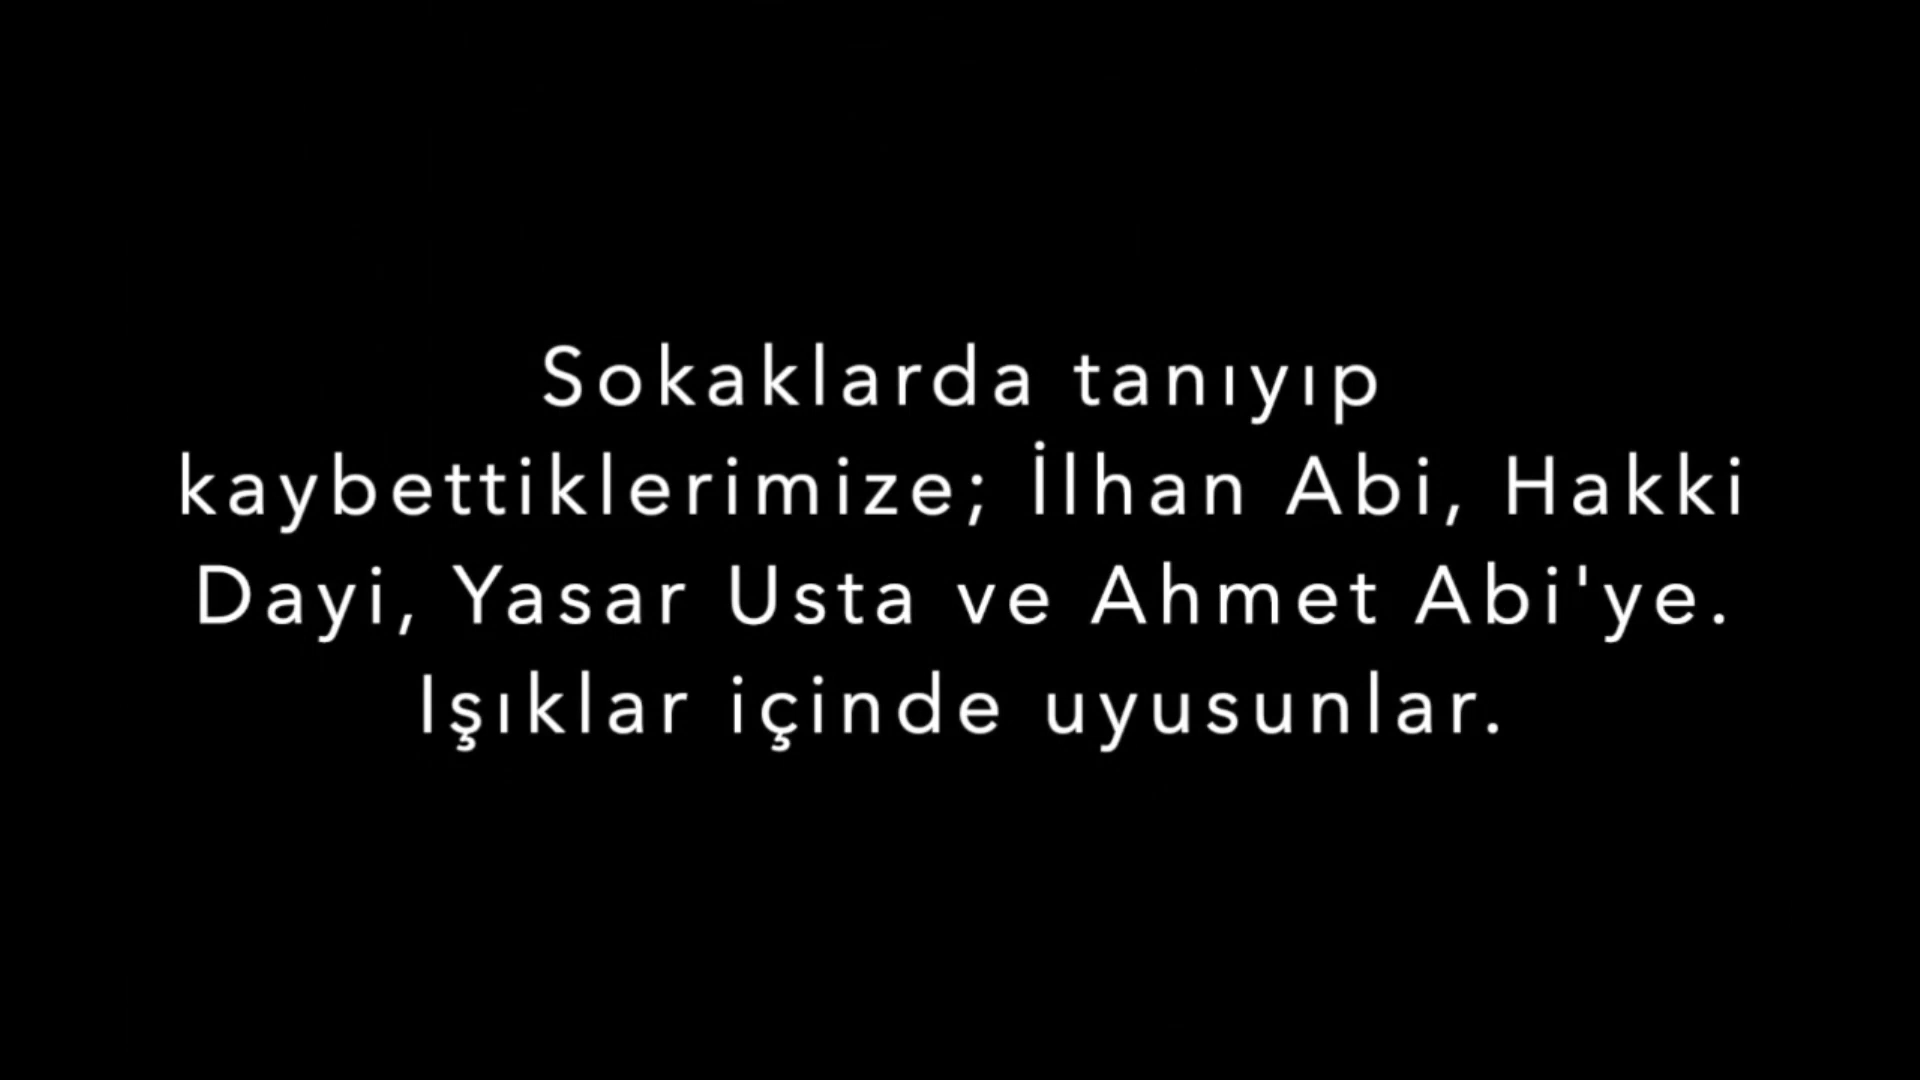 Sokaklarda tanıyıp
kaybettiklerimize; İlhan Abi, Hakki
Dayi, Yasar Usta ve Ahmet Abi'ye.
Işıklar içinde uyusunlar.